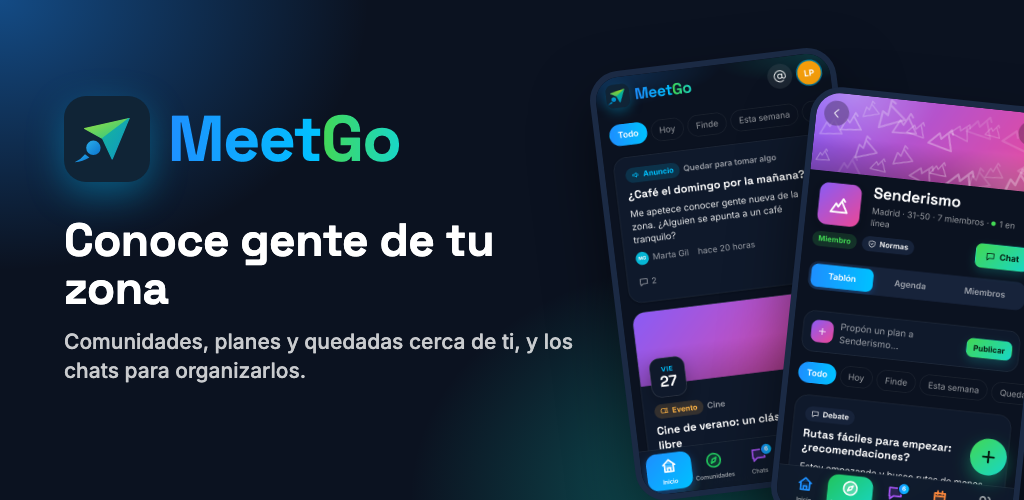 MeetGo
Conoce gente de tu
zona
Comunidades, planes y quedadas cerca de ti, y los
chats para organizarlos.
MeetGo
@
LP
Todo
Hoy
Finde
Esta semana
Anuncio
Quedar para tomar algo
¿Café el domingo por la mañana?
Me apetece conocer gente nueva de la
zona. ¿Alguien se apunta a un café
tranquilo?
MG
Marta Gil hace 20 horas
2
VIE
27
Evento
Cine
Cine de verano: un clás
libre
Inicio
Comunidades
Chats
6
Senderismo
Madrid · 31-50 · 7 miembros · 1 en
línea
Miembro
Normas
Chat
Tablón
Agenda
Miembros
+
Propón un plan a
Senderismo...
Publicar
Todo
Hoy
Finde
Esta semana
Debate
Rutas fáciles para empezar:
¿recomendaciones?
+
6